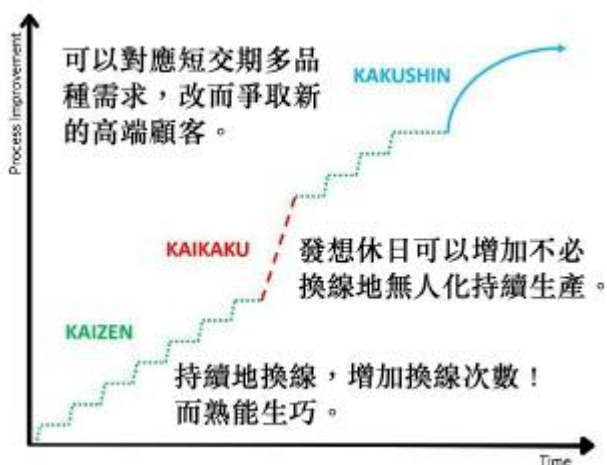 Process improvement
可以對應短交期多品
種需求，改而爭取新
的高端顧客。
KAKUSHIN
KAIKAKU
發想休日可以增加不必
換線地無人化持續生產。
KAIZEN
持續地換線，增加換線次數！
而熟能生巧。
Time